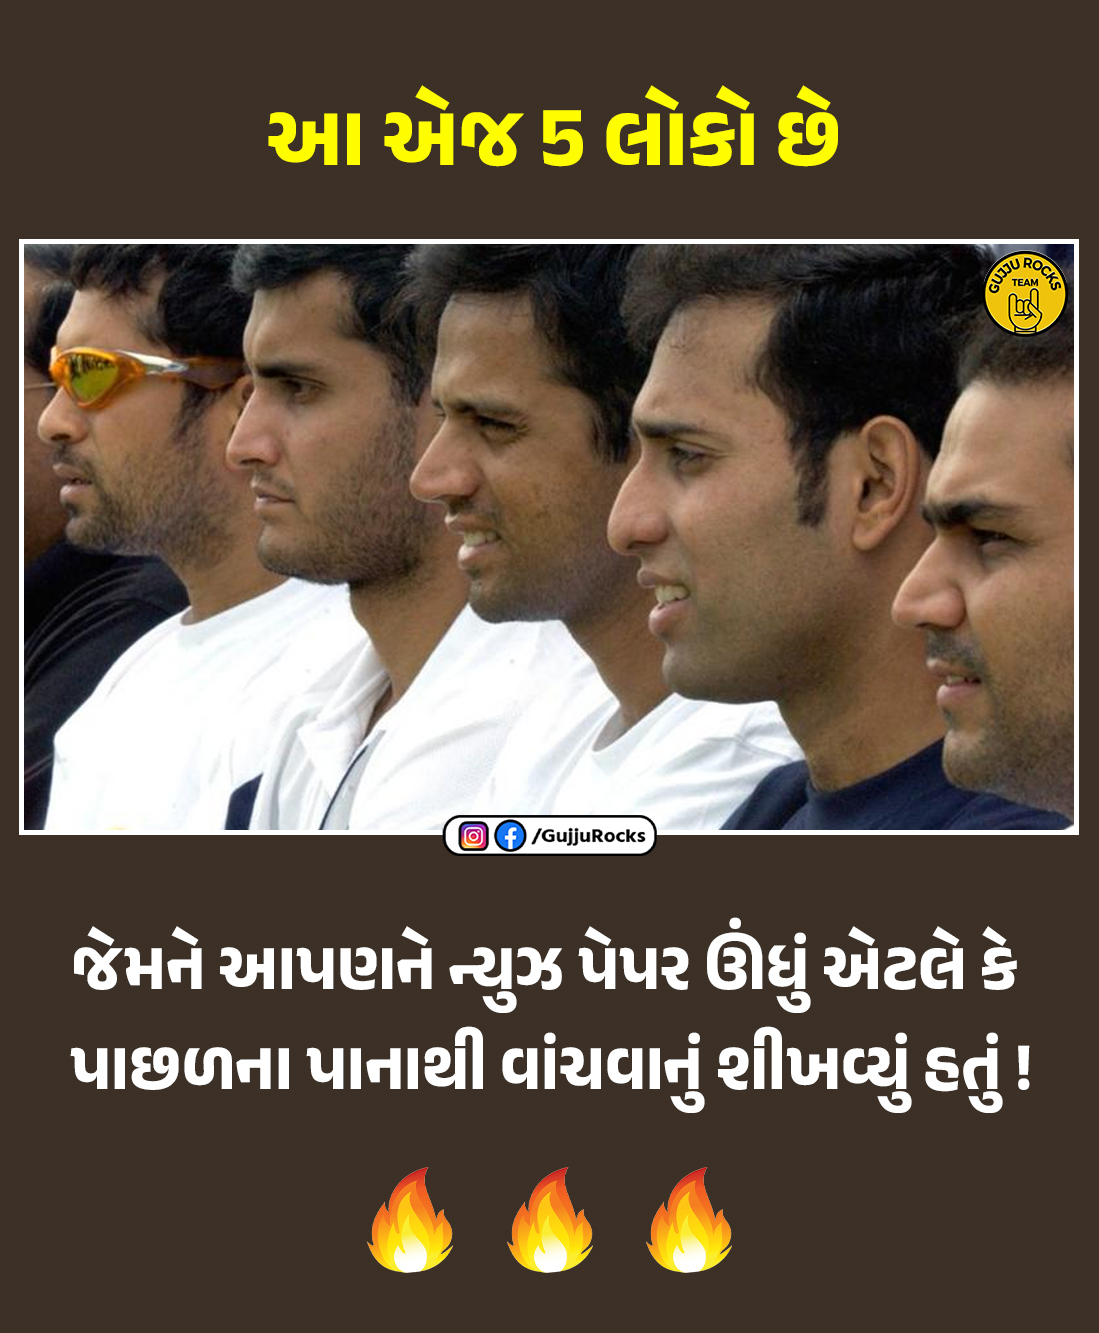 આ એજ 5 લોકો છે
GUJJU ROCKS
TEAM
/GujjuRocks
જેમને આપણને ન્યુઝ પેપર ઊંધું એટલે કે
પાછળના પાનાથી વાંચવાનું શીખવ્યું હતું !